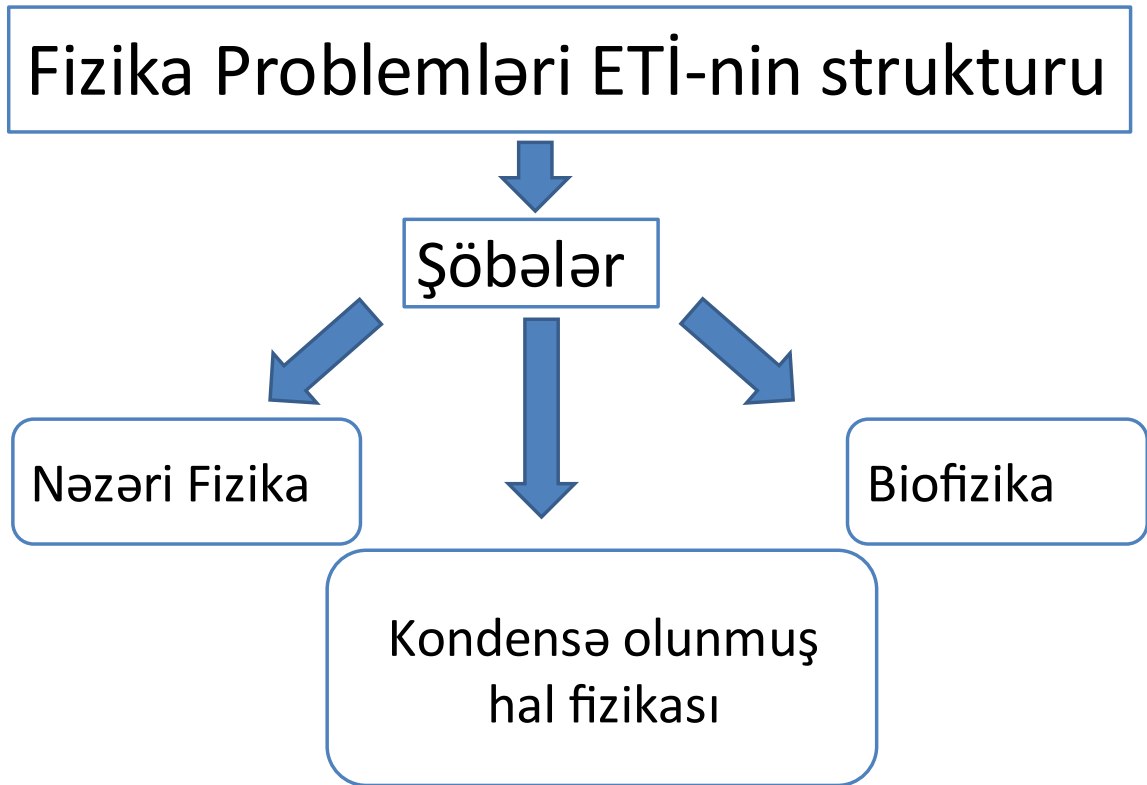 Fizika Problemləri ETİ-nin strukturu
Şöbələr
Nəzəri Fizika
Biofizika
Kondensə olunmuş
hal fizikası